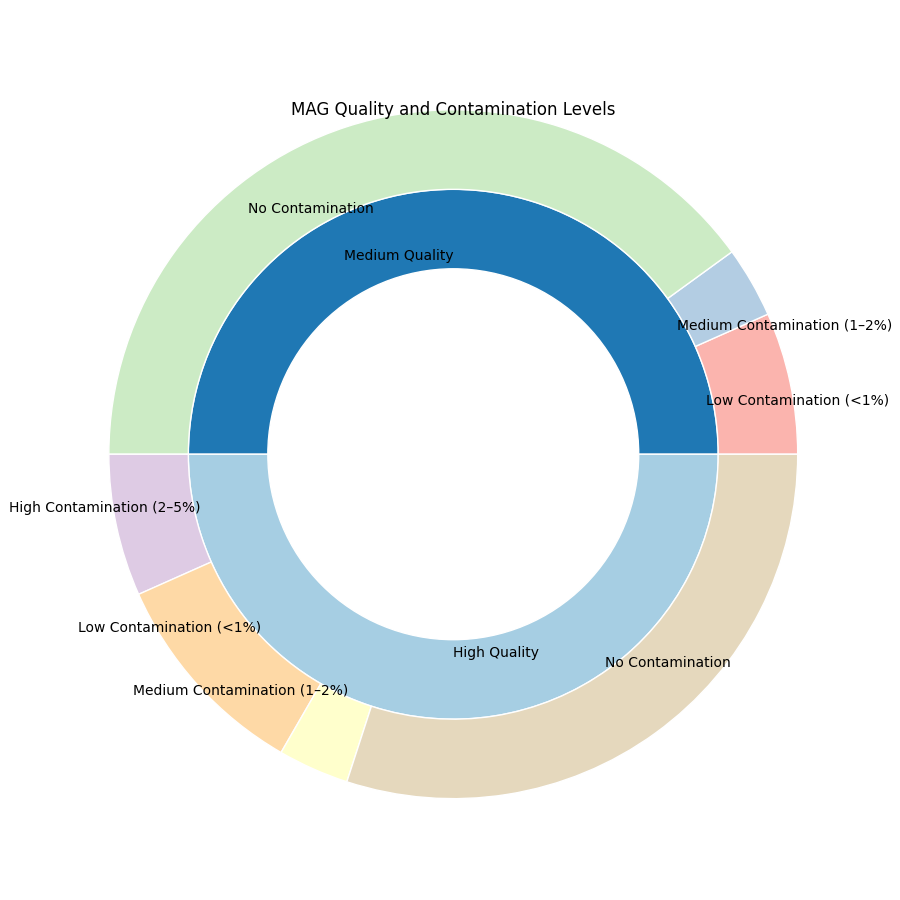 MAG Quality and Contamination Levels
No Contamination
Medium Quality
Medium Contamination (1–2%)
Low Contamination (<1%)
High Contamination (2–5%)
Low Contamination (<1%)
High Quality
No Contamination
Medium Contamination (1–2%)